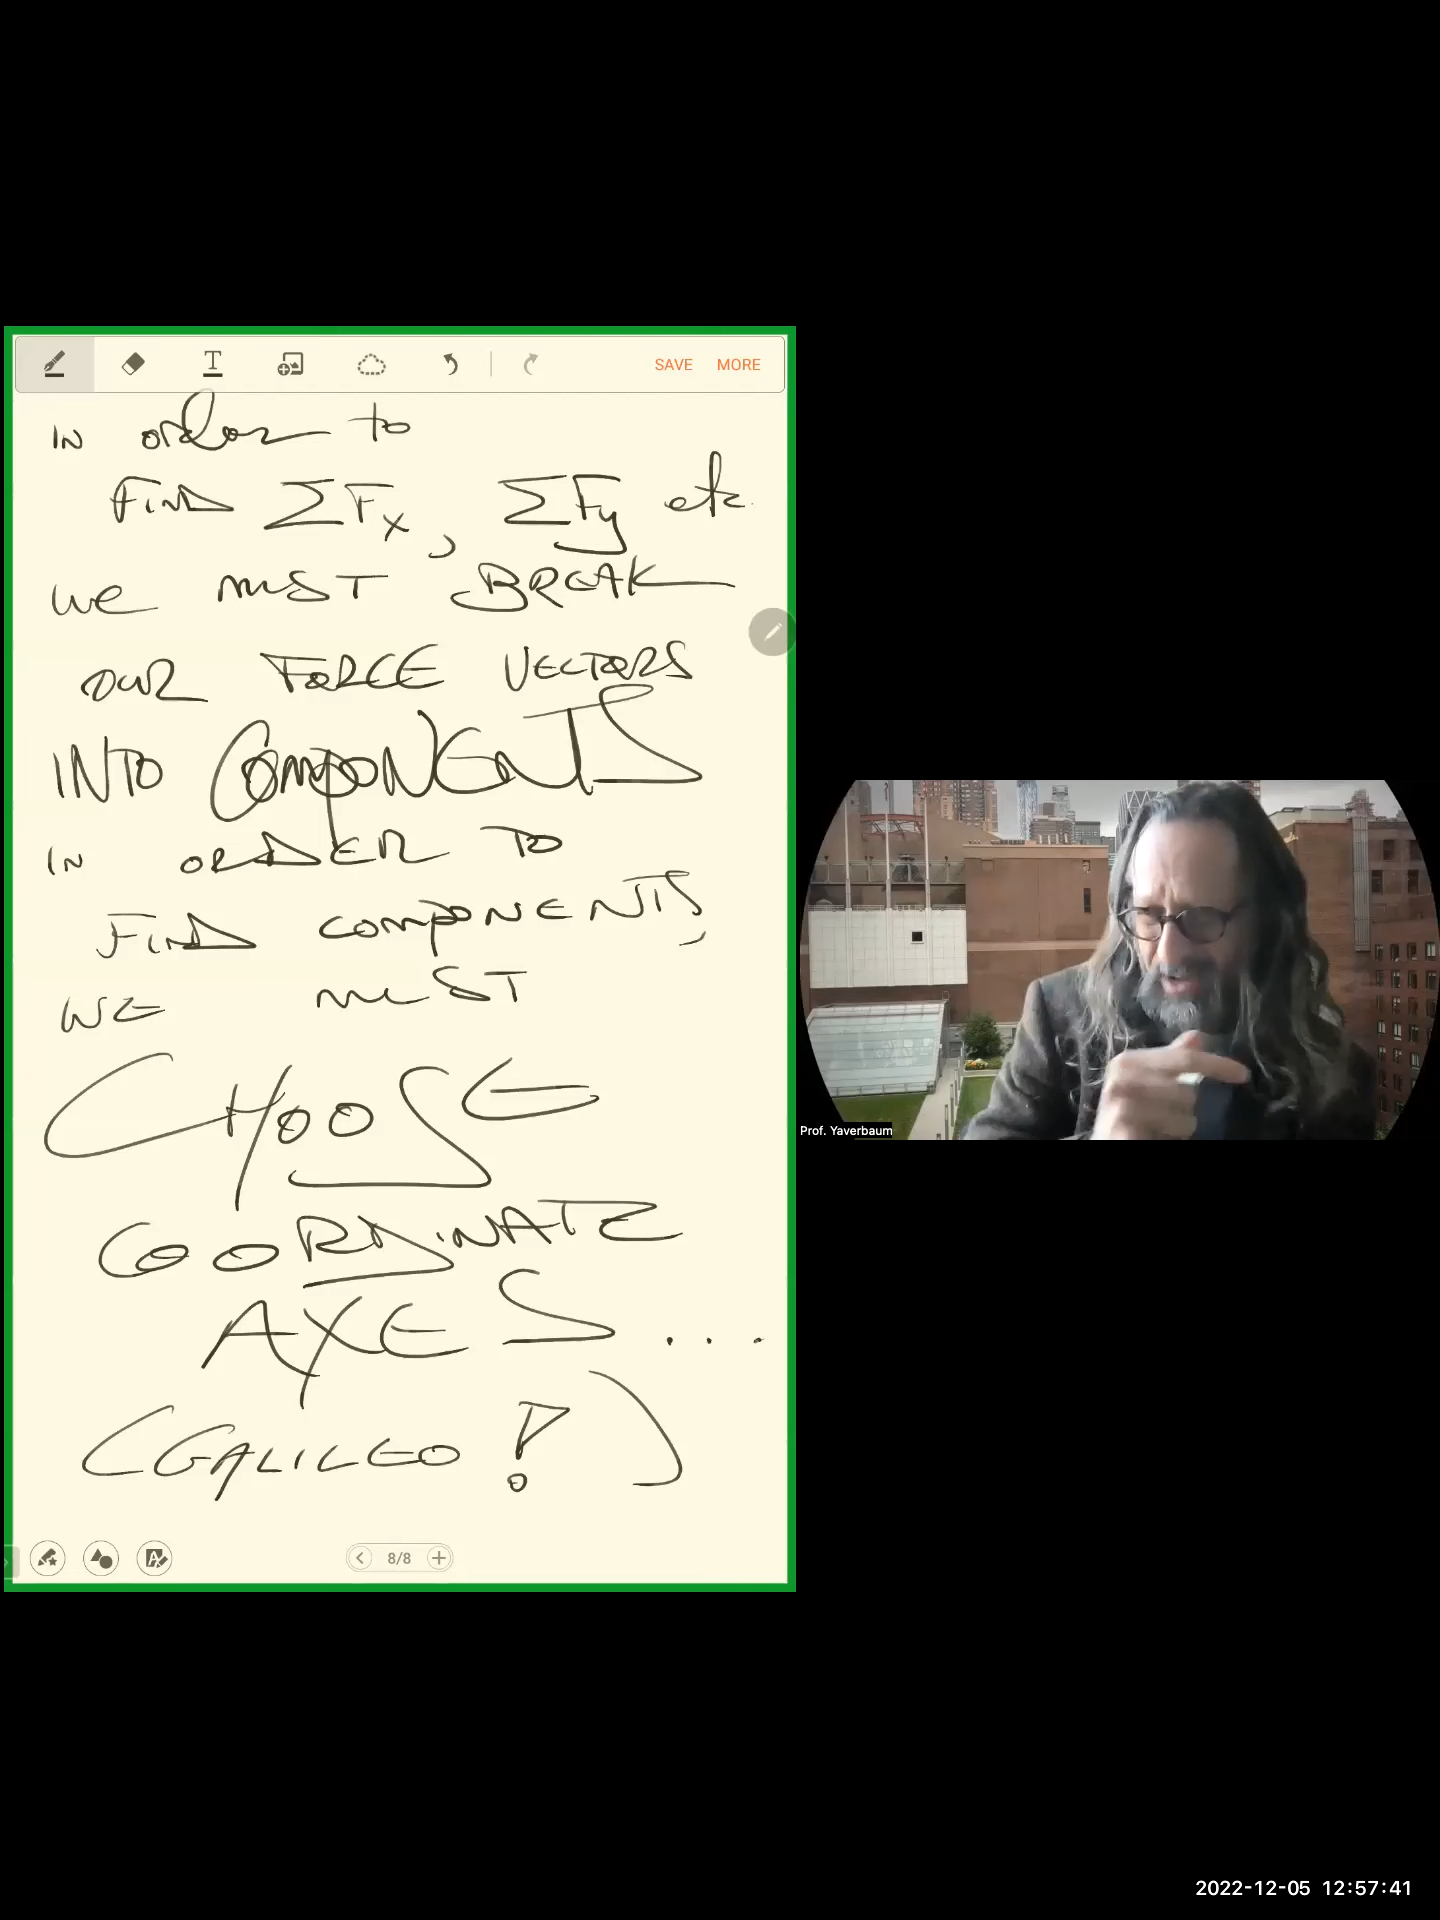 T
SAVE
MORE
IN order to
FIND ΣFx, ΣFy etc.
WE MUST BREAK
OUR FORCE VECTORS
INTO COMPONENTS
IN ORDER TO
FIND COMPONENTS,
WE MUST
CHOOSE
COORDINATE
AXES...
(GALILEO!)
8/8
Prof. Yaverbaum
2022-12-05 12:57:41